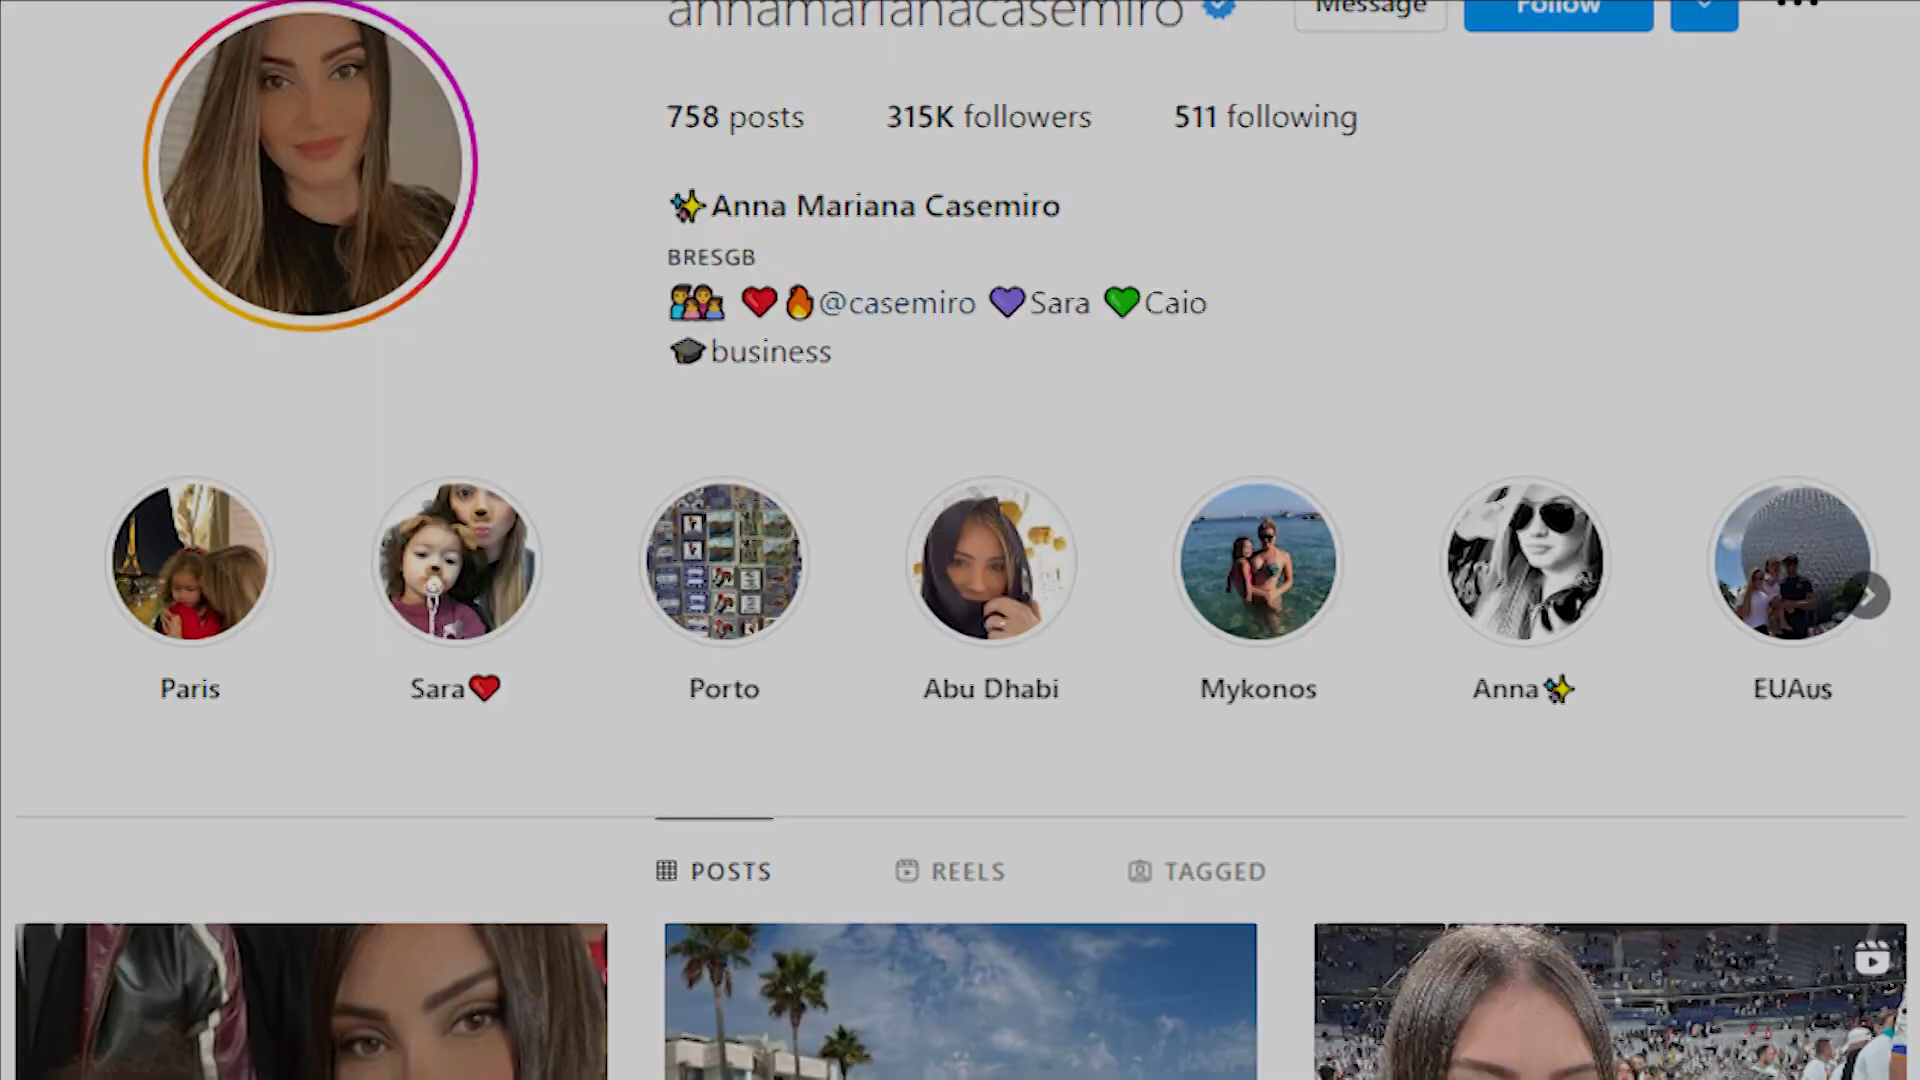 annamarianacasemiro
Message
Follow
758 posts
315K followers
511 following
✨Anna Mariana Casemiro
BRESGB
👨‍👩‍👧‍👦 ❤️🔥@casemiro 💜Sara 💚Caio
🎓business
Paris
Sara❤️
Porto
Abu Dhabi
Mykonos
Anna✨
EUAus
POSTS
REELS
TAGGED